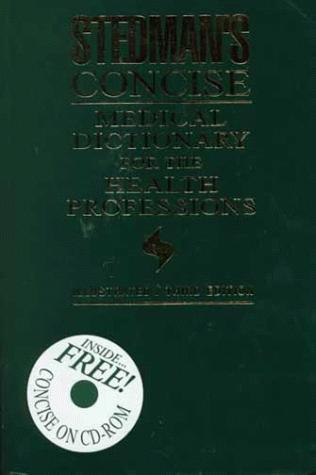 STEDMAN'S
CONCISE
MEDICAL
DICTIONARY
FOR THE
HEALTH
PROFESSIONS
ILLUSTRATED / THIRD EDITION
INSIDE...
FREE!
CONCISE ON CD-ROM